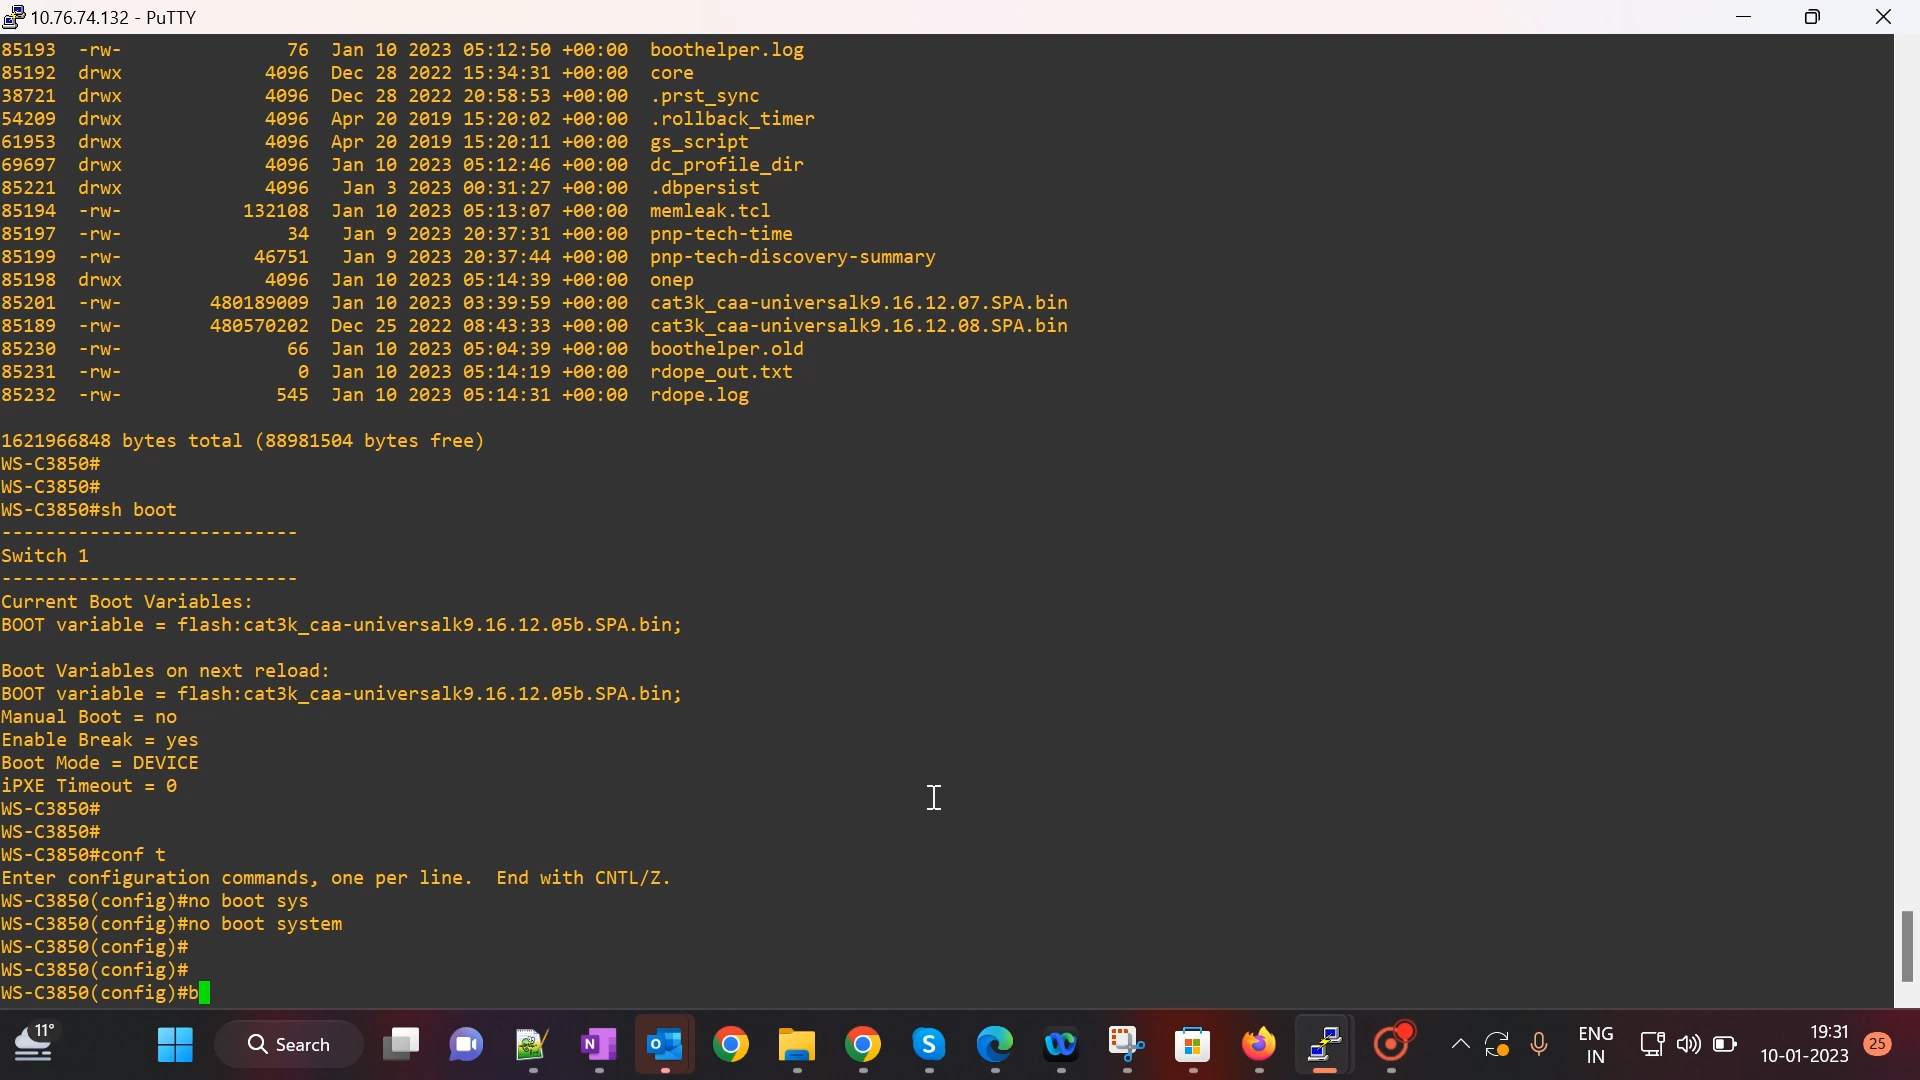 10.76.74.132 - PuTTY
85193 -rw- 76 Jan 10 2023 05:12:50 +00:00 boothelper.log
85192 drwx 4096 Dec 28 2022 15:34:31 +00:00 core
38721 drwx 4096 Dec 28 2022 20:58:53 +00:00 .prst_sync
54209 drwx 4096 Apr 20 2019 15:20:02 +00:00 .rollback_timer
61953 drwx 4096 Apr 20 2019 15:20:11 +00:00 gs_script
69697 drwx 4096 Jan 10 2023 05:12:46 +00:00 dc_profile_dir
85221 drwx 4096 Jan 3 2023 00:31:27 +00:00 .dbpersist
85194 -rw- 132108 Jan 10 2023 05:13:07 +00:00 memleak.tcl
85197 -rw- 34 Jan 9 2023 20:37:31 +00:00 pnp-tech-time
85199 -rw- 46751 Jan 9 2023 20:37:44 +00:00 pnp-tech-discovery-summary
85198 drwx 4096 Jan 10 2023 05:14:39 +00:00 onep
85201 -rw- 480189009 Jan 10 2023 03:39:59 +00:00 cat3k_caa-universalk9.16.12.07.SPA.bin
85189 -rw- 480570202 Dec 25 2022 08:43:33 +00:00 cat3k_caa-universalk9.16.12.08.SPA.bin
85230 -rw- 66 Jan 10 2023 05:04:39 +00:00 boothelper.old
85231 -rw- 0 Jan 10 2023 05:14:19 +00:00 rdope_out.txt
85232 -rw- 545 Jan 10 2023 05:14:31 +00:00 rdope.log
1621966848 bytes total (88981504 bytes free)
WS-C3850#
WS-C3850#
WS-C3850#sh boot
---------------------------
Switch 1
---------------------------
Current Boot Variables:
BOOT variable = flash:cat3k_caa-universalk9.16.12.05b.SPA.bin;
Boot Variables on next reload:
BOOT variable = flash:cat3k_caa-universalk9.16.12.05b.SPA.bin;
Manual Boot = no
Enable Break = yes
Boot Mode = DEVICE
iPXE Timeout = 0
WS-C3850#
WS-C3850#
WS-C3850#conf t
Enter configuration commands, one per line. End with CNTL/Z.
WS-C3850(config)#no boot sys
WS-C3850(config)#no boot system
WS-C3850(config)#
WS-C3850(config)#
WS-C3850(config)#b
11°
Search
ENG
IN
19:31
10-01-2023
25